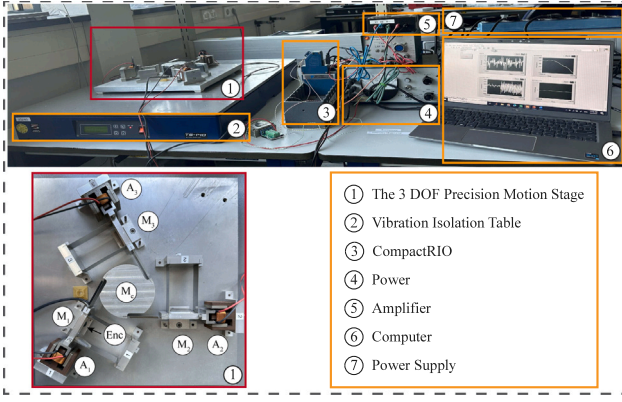 5
7
1
2
3
4
6
A3
M3
Mc
M1
Enc
A1
M2
A2
1
1 The 3 DOF Precision Motion Stage
2 Vibration Isolation Table
3 CompactRIO
4 Power
5 Amplifier
6 Computer
7 Power Supply